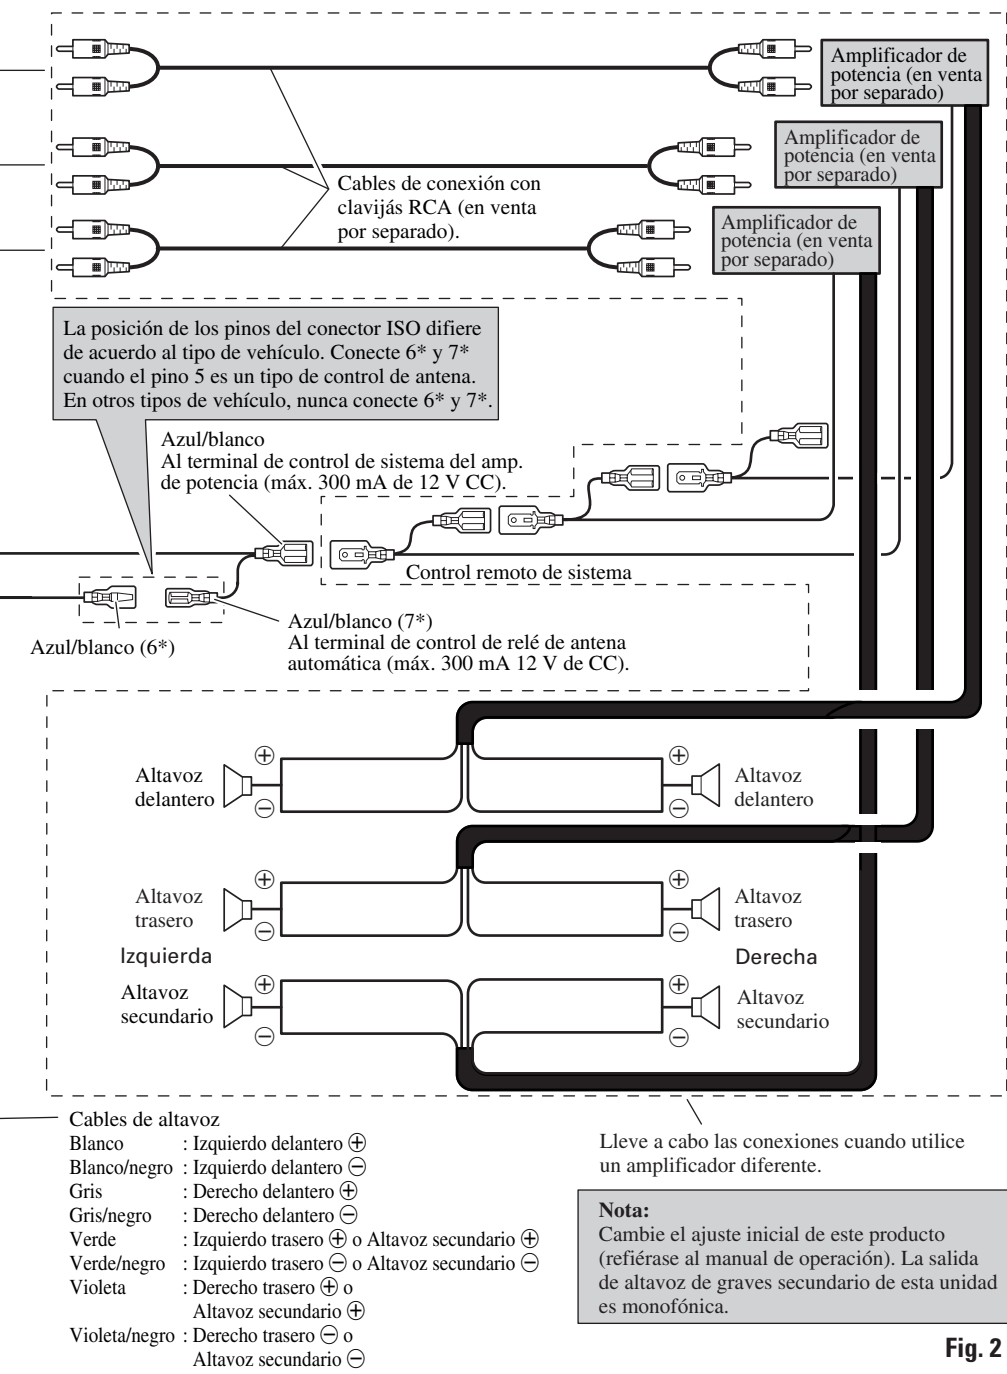 Amplificador de
potencia (en venta
por separado)
Amplificador de
potencia (en venta
por separado)
Cables de conexión con
clavijás RCA (en venta
por separado).
Amplificador de
potencia (en venta
por separado)
La posición de los pinos del conector ISO difiere
de acuerdo al tipo de vehículo. Conecte 6* y 7*
cuando el pino 5 es un tipo de control de antena.
En otros tipos de vehículo, nunca conecte 6* y 7*.
Azul/blanco
Al terminal de control de sistema del amp.
de potencia (máx. 300 mA de 12 V CC).
Control remoto de sistema
Azul/blanco (6*)
Azul/blanco (7*)
Al terminal de control de relé de antena
automática (máx. 300 mA 12 V de CC).
⊕
⊕
Altavoz
delantero
Altavoz
delantero
⊖
⊖
⊕
⊕
Altavoz
trasero
Altavoz
trasero
⊖
⊖
Izquierda
Derecha
⊕
⊕
Altavoz
secundario
Altavoz
secundario
⊖
⊖
Cables de altavoz
Blanco : Izquierdo delantero ⊕
Blanco/negro : Izquierdo delantero ⊖
Gris : Derecho delantero ⊕
Gris/negro : Derecho delantero ⊖
Verde : Izquierdo trasero ⊕ o Altavoz secundario ⊕
Verde/negro : Izquierdo trasero ⊖ o Altavoz secundario ⊖
Violeta : Derecho trasero ⊕ o
Altavoz secundario ⊕
Violeta/negro : Derecho trasero ⊖ o
Altavoz secundario ⊖
Lleve a cabo las conexiones cuando utilice
un amplificador diferente.
Nota:
Cambie el ajuste inicial de este producto
(refiérase al manual de operación). La salida
de altavoz de graves secundario de esta unidad
es monofónica.
Fig. 2